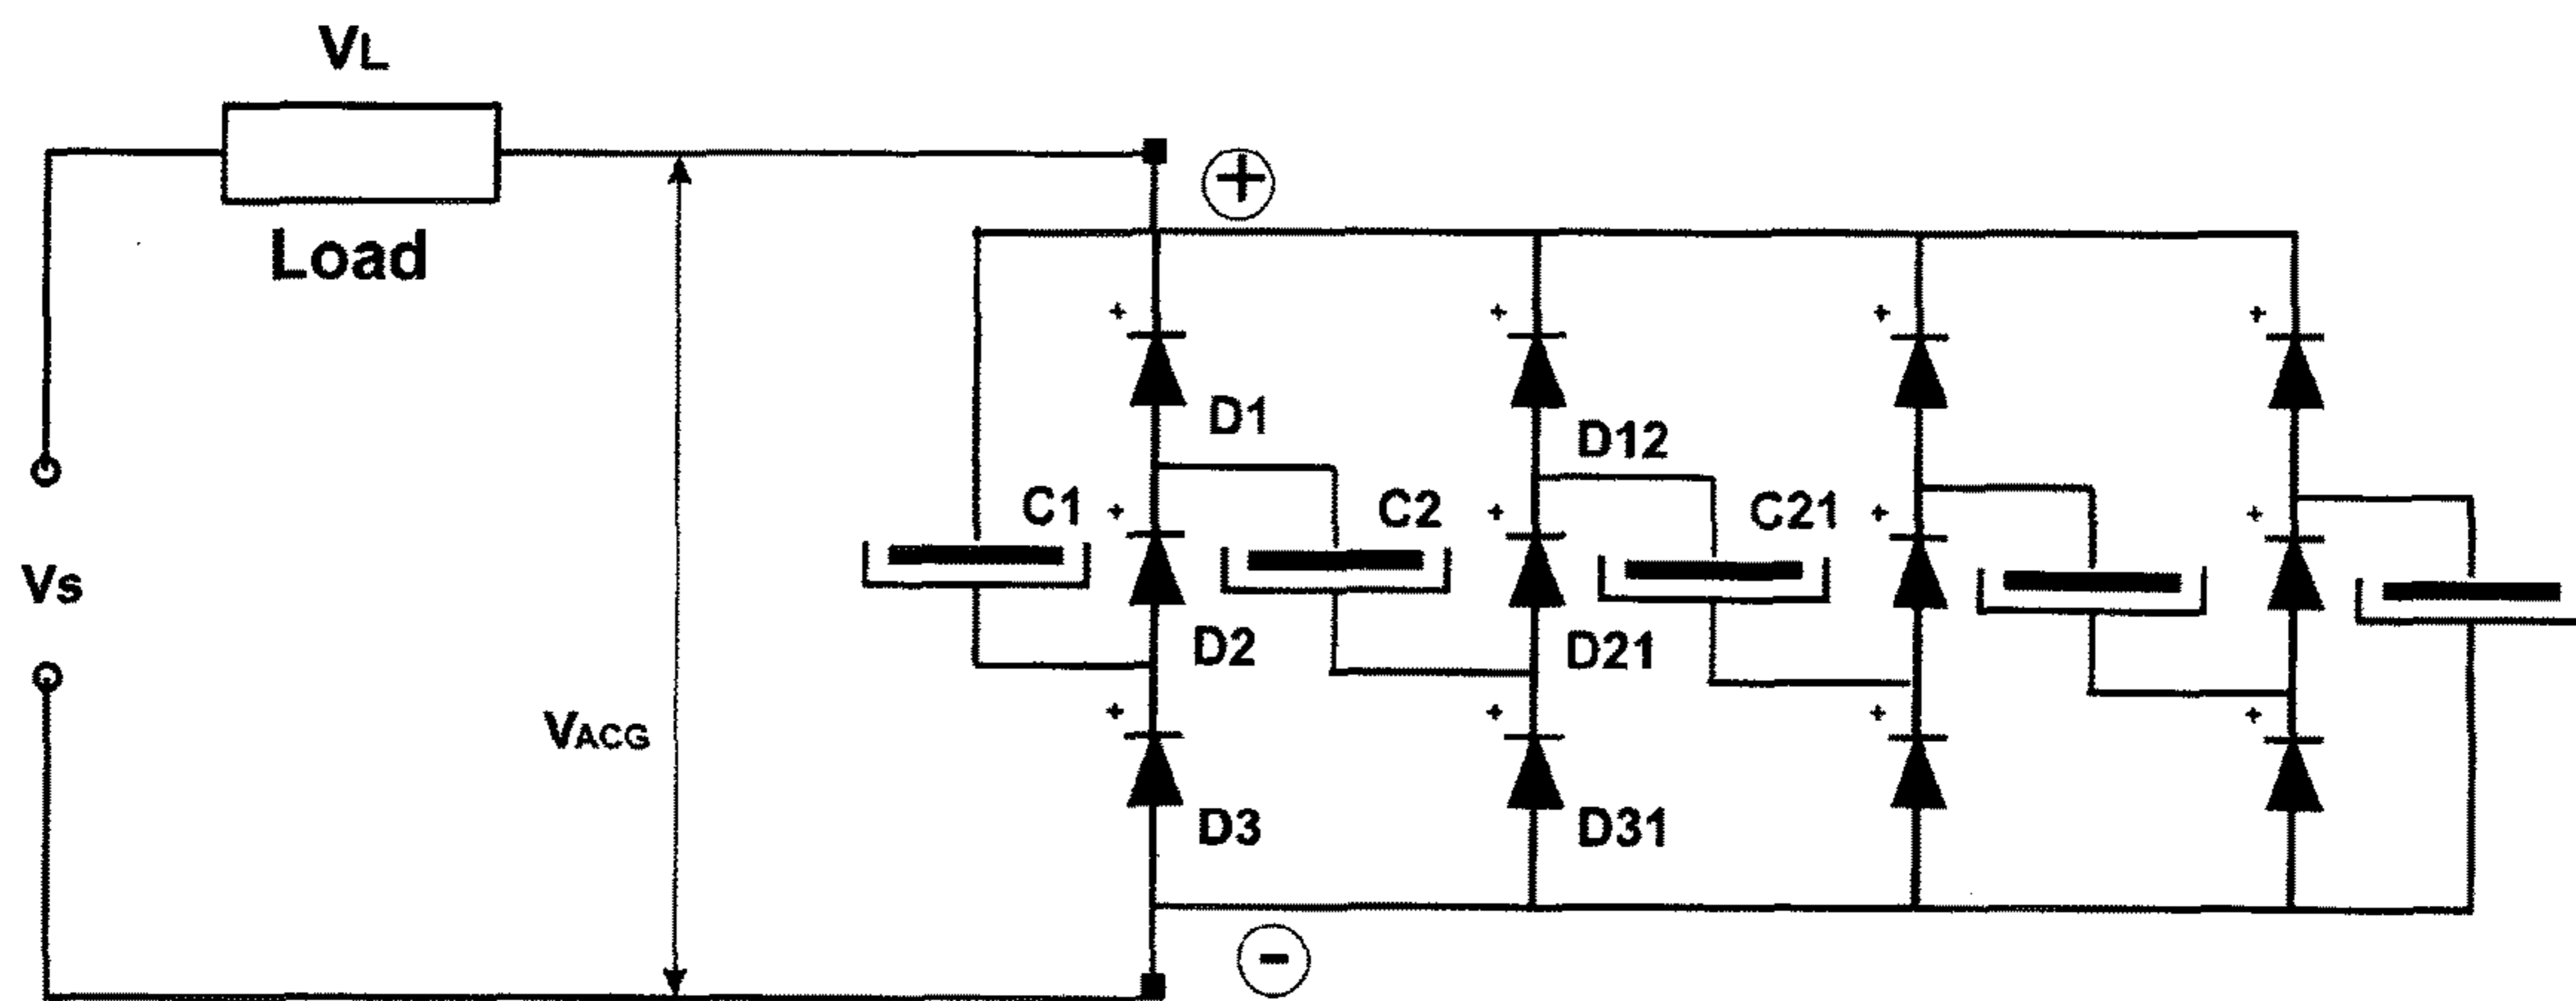 VL
Load
Vs
VACG
+
-
+
+
+
+
D1
D12
C1
+
C2
+
C21
+
+
D2
D21
+
+
+
+
D3
D31